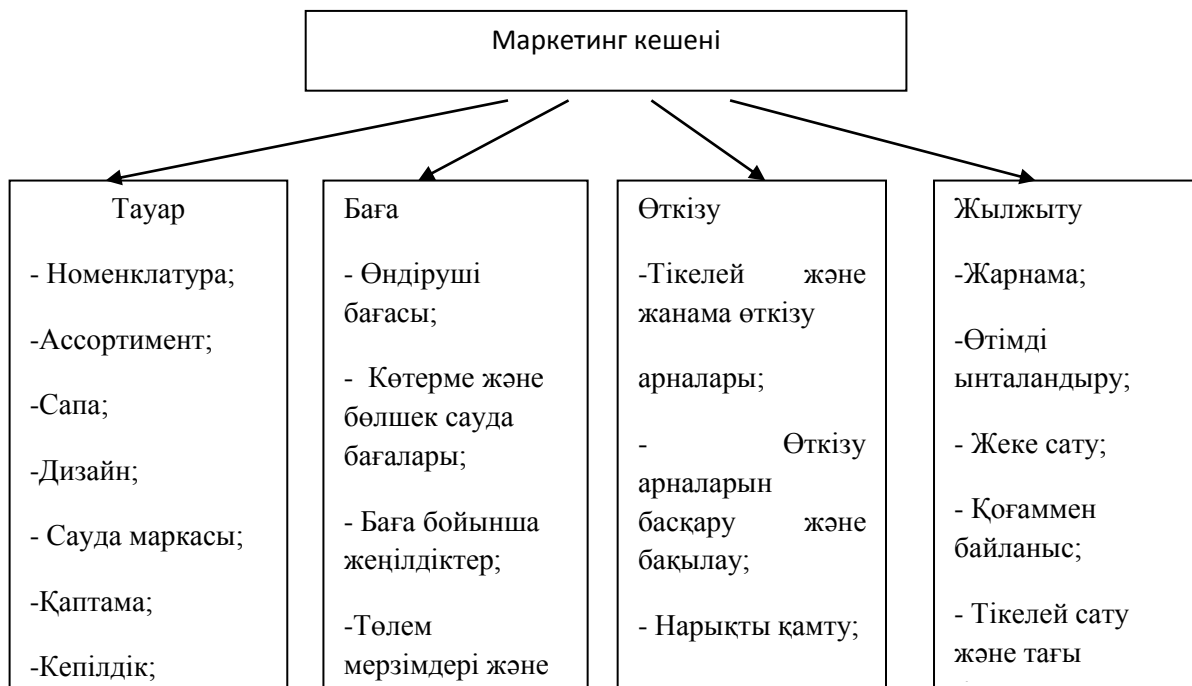 Маркетинг кешені
Тауар
- Номенклатура;
-Ассортимент;
-Сапа;
-Дизайн;
- Сауда маркасы;
-Қаптама;
-Кепілдік;
Баға
- Өндіруші
бағасы;
- Көтерме және
бөлшек сауда
бағалары;
- Баға бойынша
жеңілдіктер;
-Төлем
мерзімдері және
Өткізу
-Тікелей және
жанама өткізу
арналары;
- Өткізу
арналарын
басқару және
бақылау;
- Нарықты қамту;
Жылжыту
-Жарнама;
-Өтімді
ынталандыру;
- Жеке сату;
- Қоғаммен
байланыс;
- Тікелей сату
және тағы